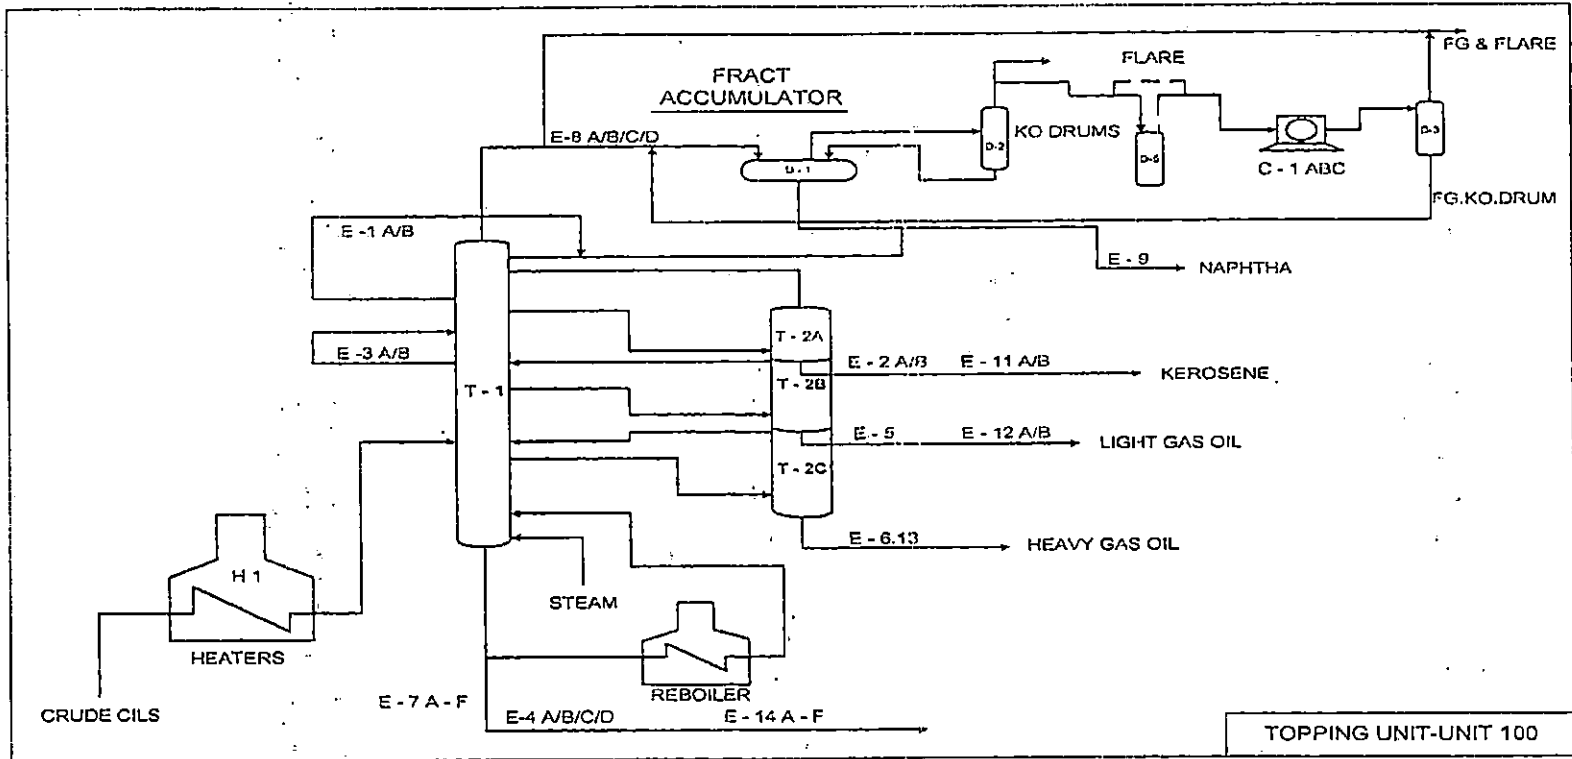 FG & FLARE
FLARE
FRACT
ACCUMULATOR
E-8 A/B/C/D
KO DRUMS
D-2
D-5
D-3
D-1
C - 1 ABC
FG.KO.DRUM
E -1 A/B
E - 9
NAPHTHA
T - 2A
E -3 A/B
E - 2 A/B
E - 11 A/B
KEROSENE
T - 1
T - 2B
E - 5
E - 12 A/B
LIGHT GAS OIL
T - 2C
E - 6.13
HEAVY GAS OIL
H 1
STEAM
HEATERS
REBOILER
CRUDE CILS
E - 7 A - F
E-4 A/B/C/D
E - 14 A - F
TOPPING UNIT-UNIT 100